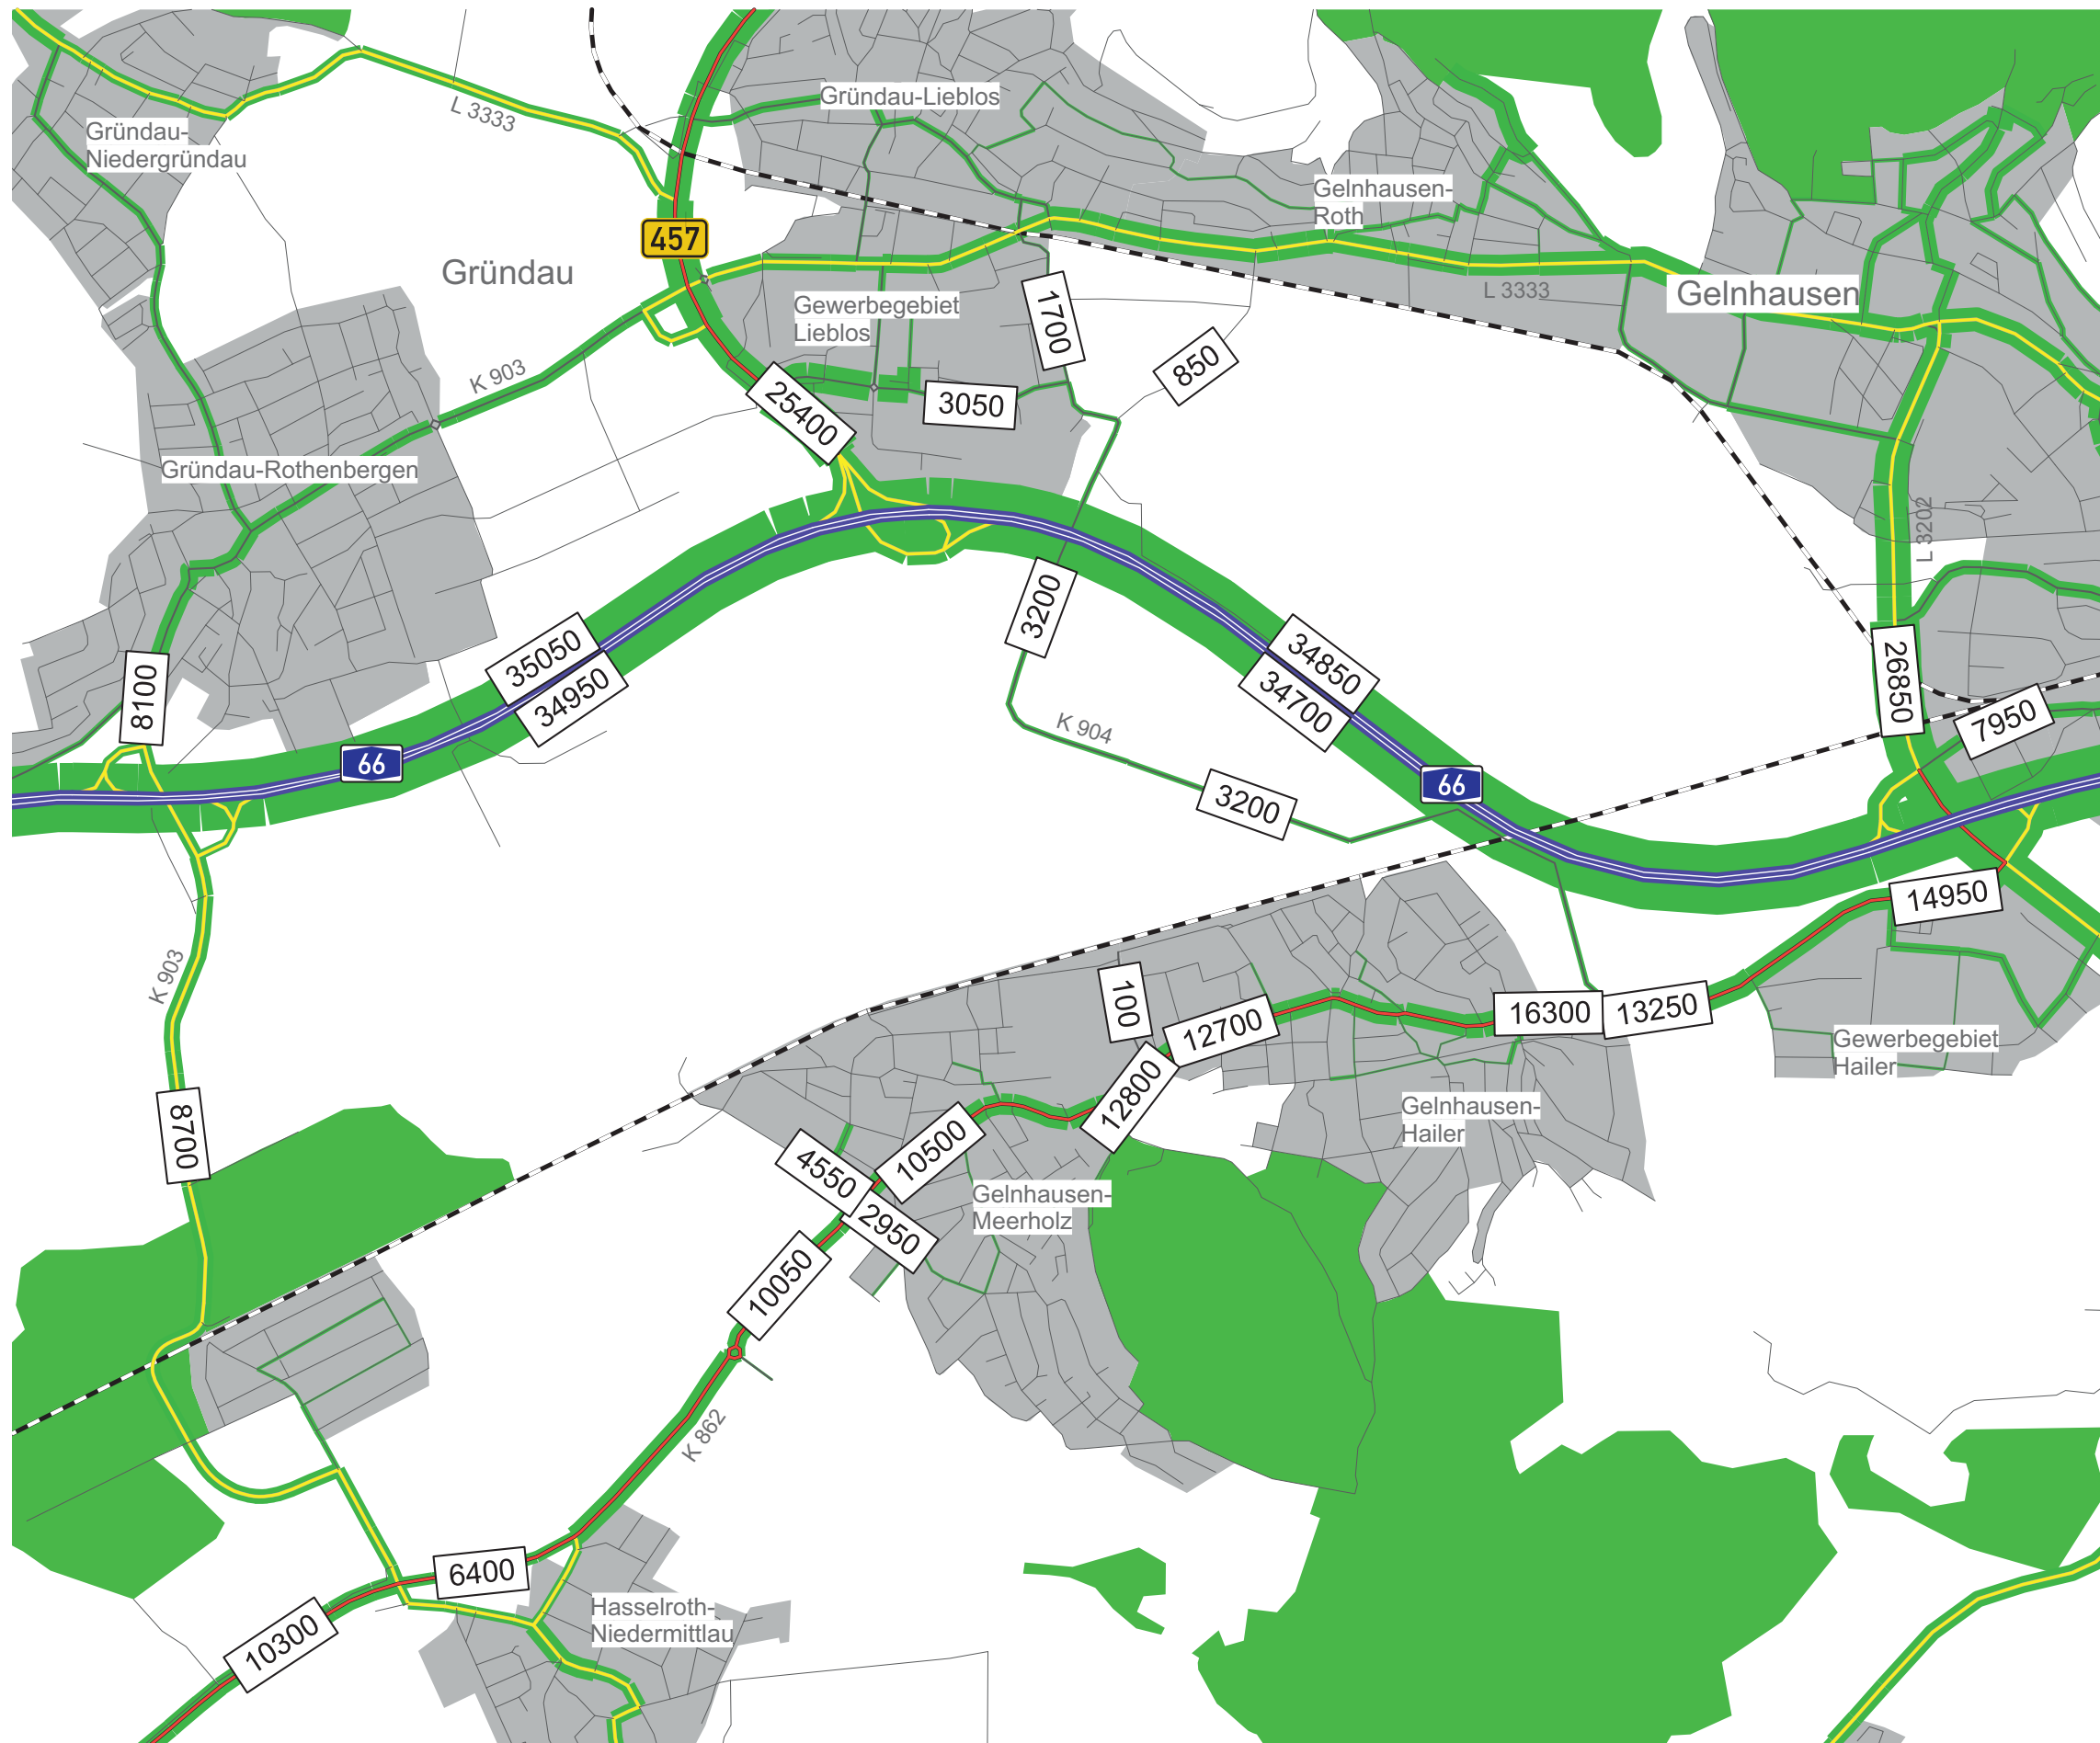 Gründau-
Niedergründau
L 3333
Gründau-Lieblos
Gelnhausen-
Roth
457
Gründau
Gewerbegebiet
Lieblos
1700
850
L 3333
Gelnhausen
K 903
25400
3050
Gründau-Rothenbergen
L 3202
3200
35050
34950
34850
34700
8100
26850
7950
K 904
66
66
3200
14950
K 903
100
12700
16300
13250
Gewerbegebiet
Hailer
8700
12800
Gelnhausen-
Hailer
10500
4550
2950
Gelnhausen-
Meerholz
10050
K 862
6400
Hasselroth-
Niedermittlau
10300